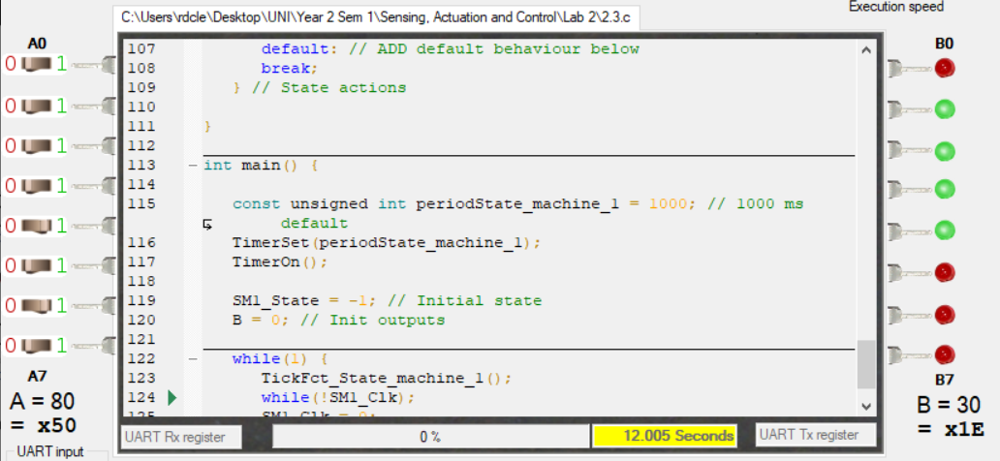 Execution speed
C:\Users\rdcle\Desktop\UNI\Year 2 Sem 1\Sensing, Actuation and Control\Lab 2\2.3.c
A0
B0
0 1
0 1
0 1
0 1
0 1
0 1
0 1
0 1
A7
A = 80
= x50
UART input
107 default: // ADD default behaviour below
108 break;
109 } // State actions
110
111 }
112
113 int main() {
114
115 const unsigned int periodState_machine_1 = 1000; // 1000 ms
default
116 TimerSet(periodState_machine_1);
117 TimerOn();
118
119 SM1_State = -1; // Initial state
120 B = 0; // Init outputs
121
122 while(1) {
123 TickFct_State_machine_1();
124 while(!SM1_Clk);
125 SM1_Clk = 0;
UART Rx register
0 %
12.005 Seconds
UART Tx register
B7
B = 30
= x1E